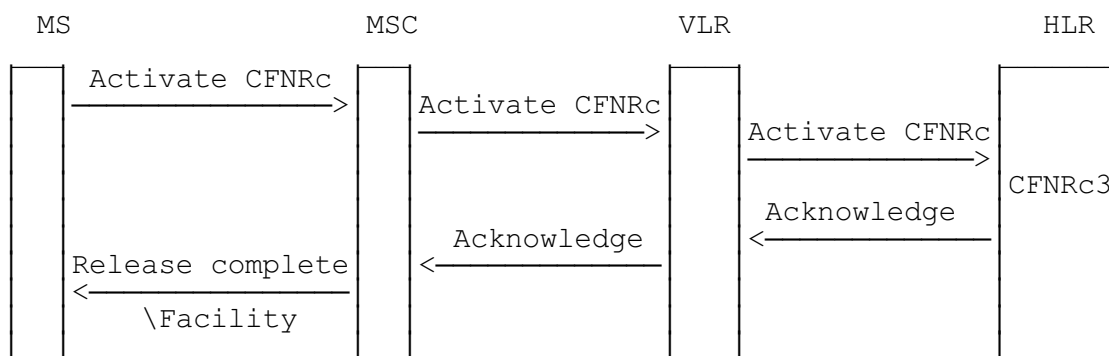 MS MSC VLR HLR
Activate CFNRc
Activate CFNRc
Activate CFNRc
CFNRc3
Acknowledge
Acknowledge
Release complete
\Facility